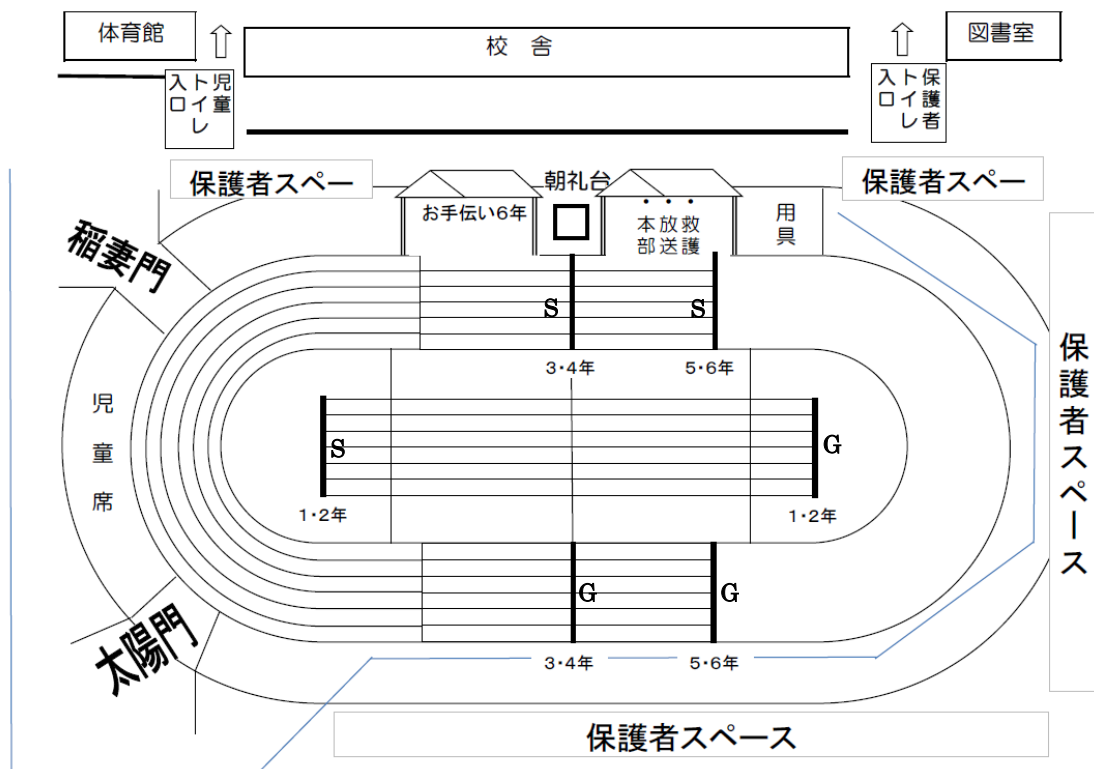 体育館
校 舎
図書室
児童
トイレ
入口
保護者
トイレ
入口
保護者スペー
朝礼台
保護者スペー
お手伝い6年
救護
放送
本部
用具
稲妻門
S
S
3・4年
5・6年
保護者スペース
児童席
S
G
1・2年
1・2年
G
G
太陽門
3・4年
5・6年
保護者スペース